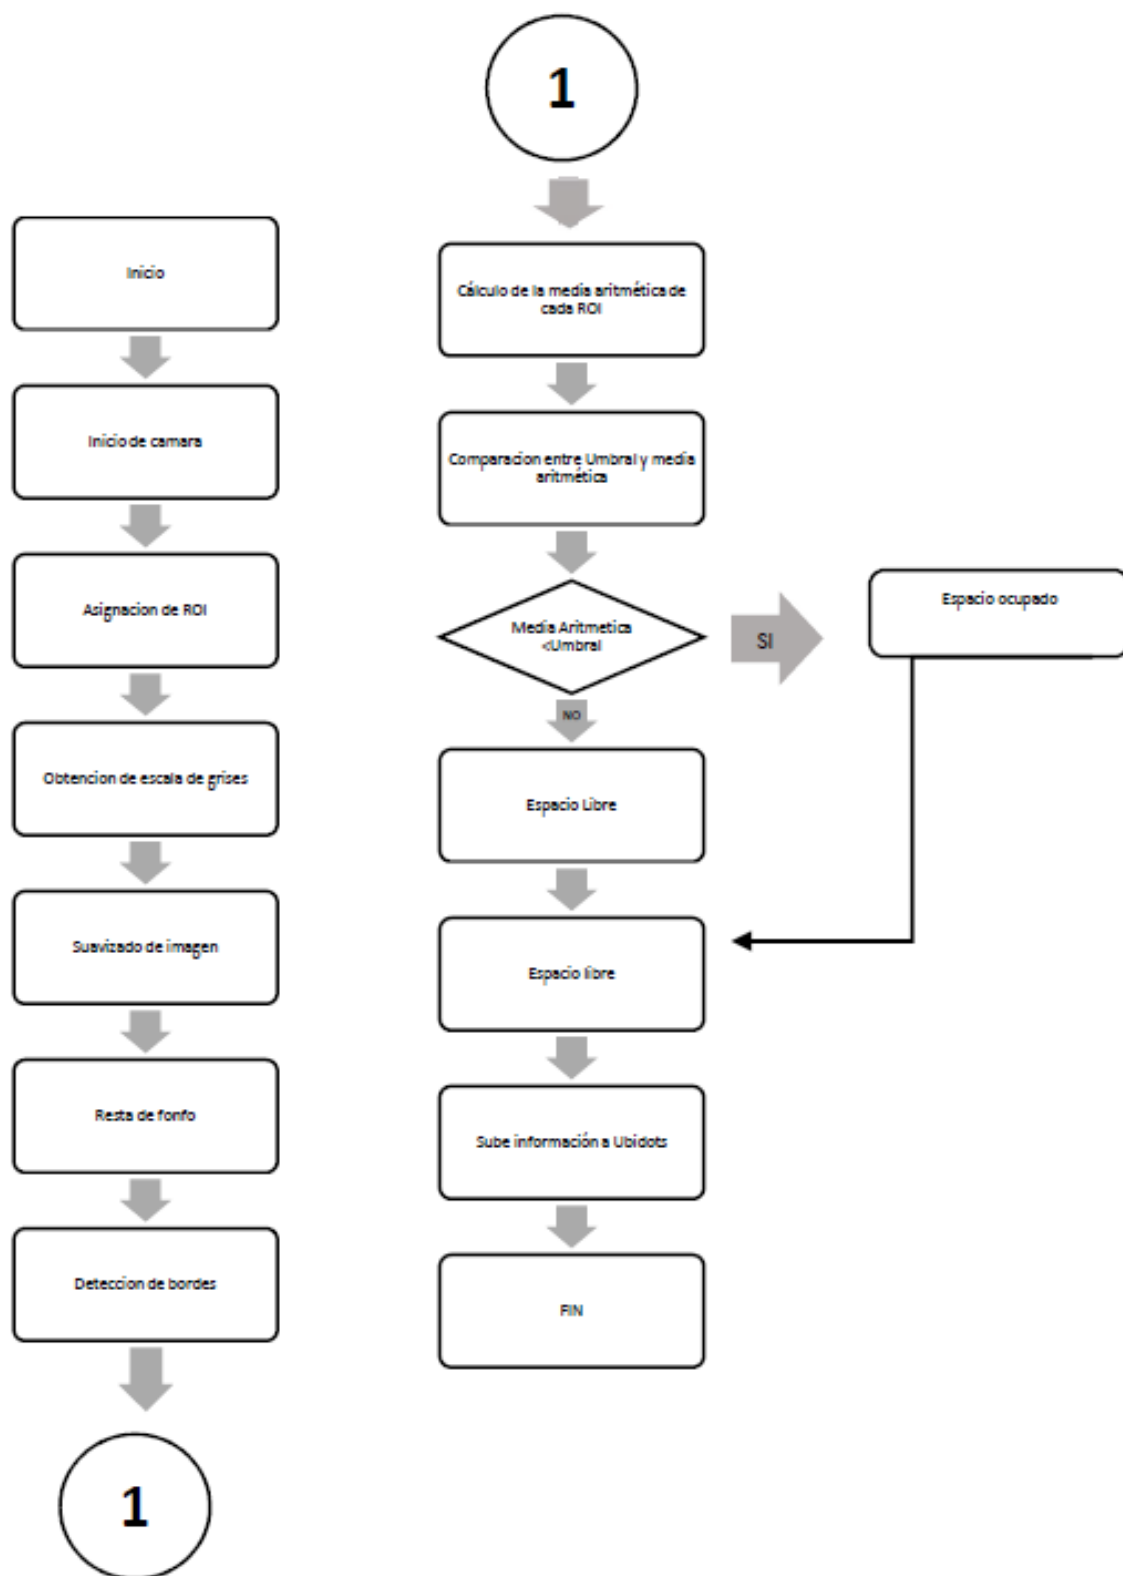 Inicio
Inicio de camara
Asignacion de ROI
Obtencion de escala de grises
Suavizado de imagen
Resta de fonfo
Deteccion de bordes
1
1
Cálculo de la media aritmética de
cada ROI
Comparacion entre Umbral y media
aritmética
Media Aritmetica
<Umbral
SI
Espacio ocupado
NO
Espacio Libre
Espacio libre
Sube información a Ubidots
FIN